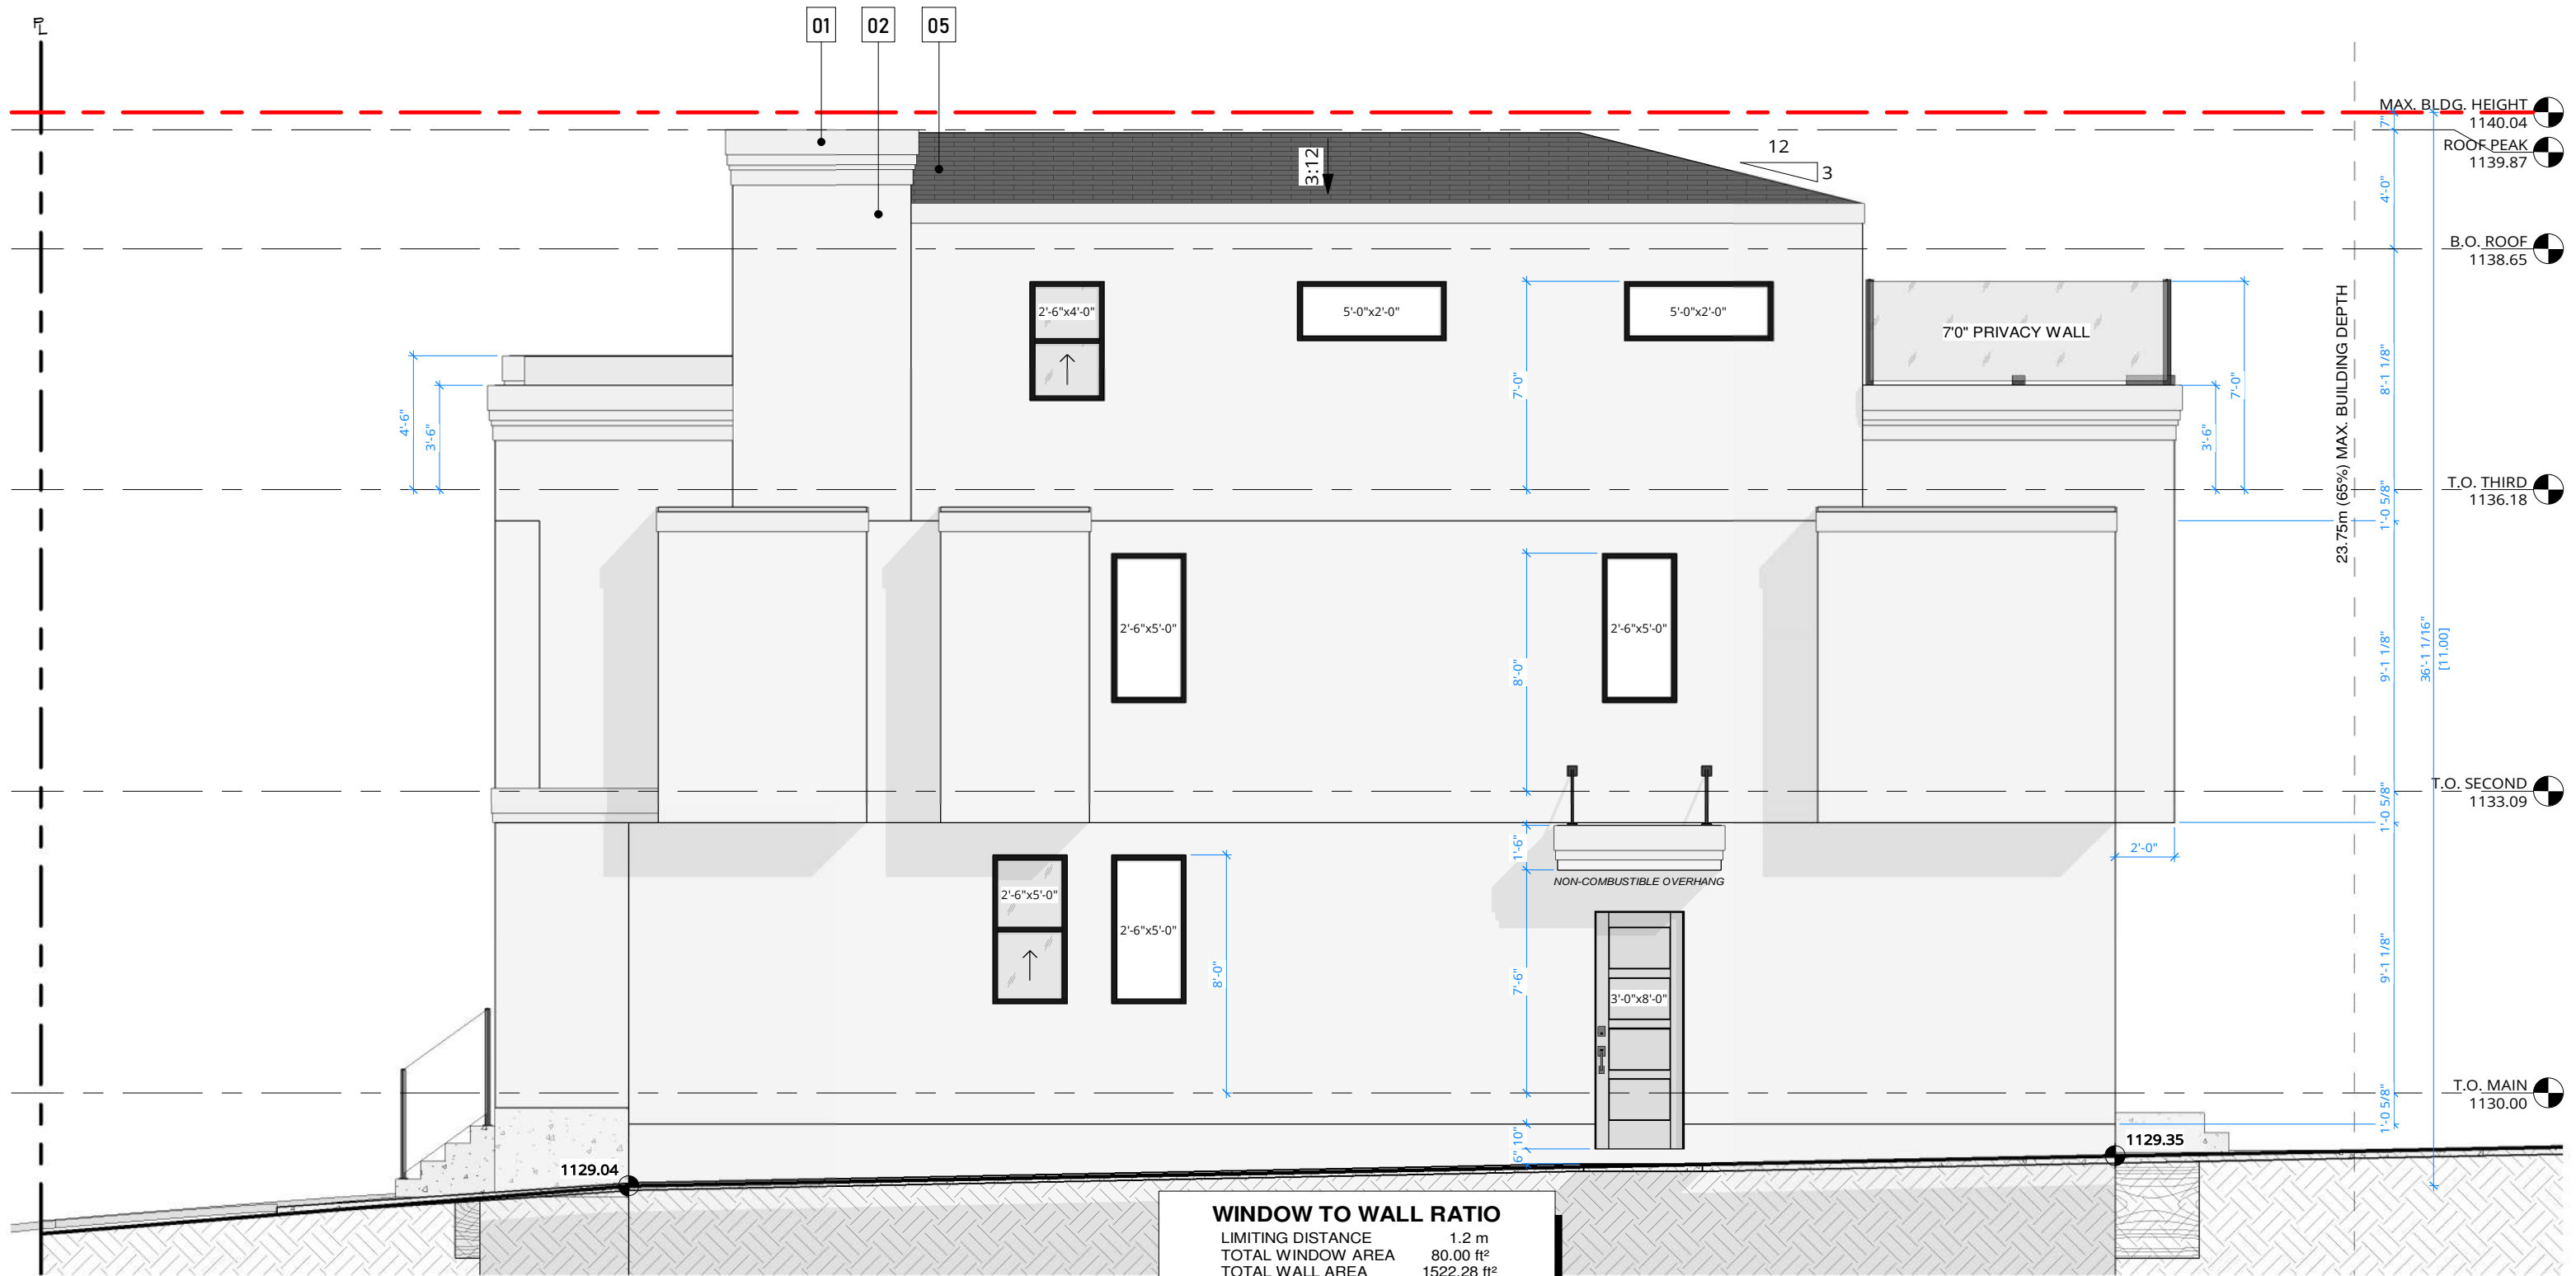 PL
01 02 05
MAX. BLDG. HEIGHT
1140.04
7"
ROOF PEAK
1139.87
12
3
3:12
4'-0"
B.O. ROOF
1138.65
2'-6"x4'-0"
5'-0"x2'-0"
5'-0"x2'-0"
7'0" PRIVACY WALL
4'-6"
3'-6"
7'-0"
3'-6"
7'-0"
23.75m (65%) MAX. BUILDING DEPTH
8'-1 1/8"
T.O. THIRD
1136.18
1'-0 5/8"
2'-6"x5'-0"
2'-6"x5'-0"
8'-0"
9'-1 1/8"
36'-1 1/16"
[11.00]
T.O. SECOND
1133.09
1'-0 5/8"
1'-6"
2'-0"
NON-COMBUSTIBLE OVERHANG
2'-6"x5'-0"
2'-6"x5'-0"
8'-0"
7'-6"
3'-0"x8'-0"
9'-1 1/8"
T.O. MAIN
1130.00
1'-0 5/8"
10"
6"
1129.04
1129.35
WINDOW TO WALL RATIO
LIMITING DISTANCE 1.2 m
TOTAL WINDOW AREA 80.00 ft²
TOTAL WALL AREA 1522.28 ft²